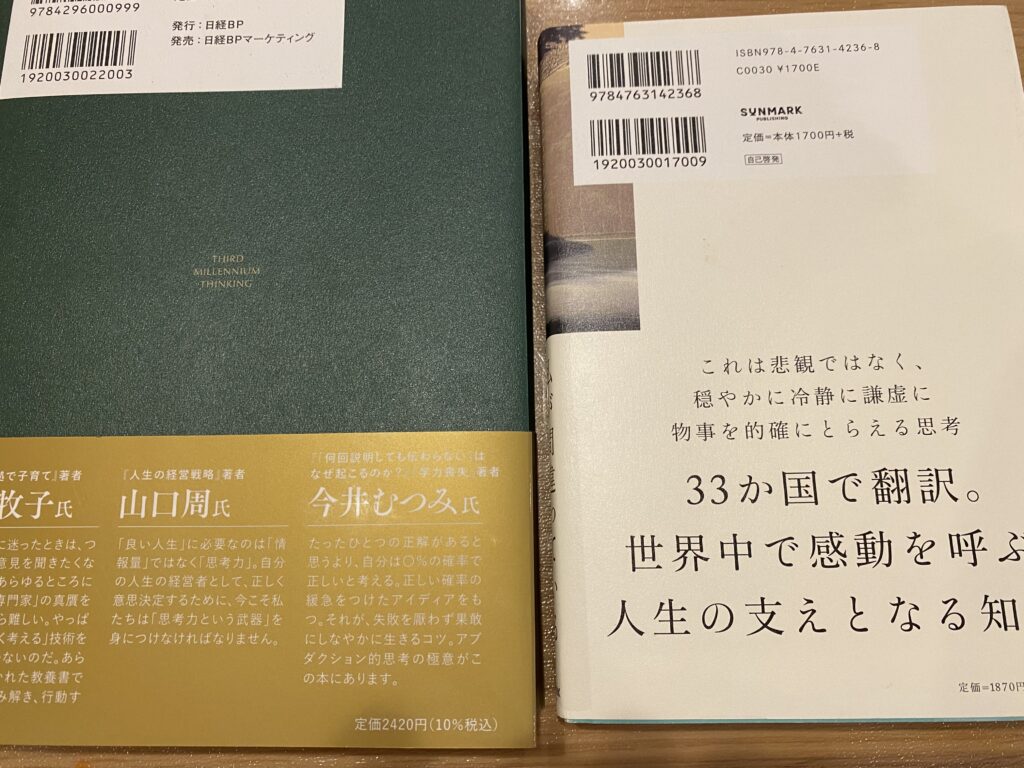 9784296000999
1920030022003
発行：日経BP
発売：日経BPマーケティング
THIRD
MILLENNIUM
THINKING
で子育て』著者
牧子氏
に迷ったときは、つ
意見を聞きたくな
あらゆるところに
専門家」の真贋を
ら難しい。やっぱ
く考える」技術を
ないのだ。あら
かれた教養書で
み解き、行動す
『人生の経営戦略』著者
山口周氏
「良い人生」に必要なのは「情
報量」ではなく「思考力」。自分
の人生の経営者として、正しく
意思決定するために、今こそ私
たちは「思考力という武器」を
身につけなければなりません。
『「何回説明しても伝わらない」は
なぜ起こるのか？』『学力喪失』著者
今井むつみ氏
たったひとつの正解があると
思うより、自分は〇％の確率で
正しいと考える。正しい確率の
緩急をつけたアイディアをも
つ。それが、失敗を厭わず果敢
にしなやかに生きるコツ。アブ
ダクション的思考の極意がこ
の本にあります。
定価2420円（10%税込）
9784763142368
1920030017009
ISBN978-4-7631-4236-8
C0030 ¥1700E
SUNMARK
PUBLISHING
定価=本体1700円+税
自己啓発
これは悲観ではなく、
穏やかに冷静に謙虚に
物事を的確にとらえる思考
33か国で翻訳。
世界中で感動を呼ぶ
人生の支えとなる知
定価=1870円